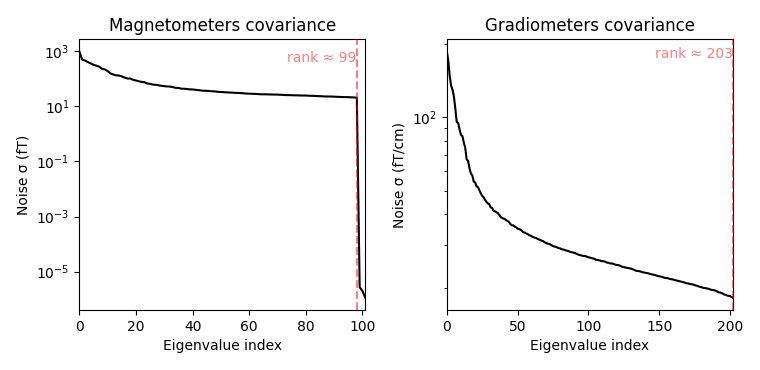 Magnetometers covariance
rank ≈ 99
10³
10¹
10⁻¹
10⁻³
10⁻⁵
Noise σ (fT)
0 20 40 60 80 100
Eigenvalue index
Gradiometers covariance
rank ≈ 203
10²
Noise σ (fT/cm)
0 50 100 150 200
Eigenvalue index